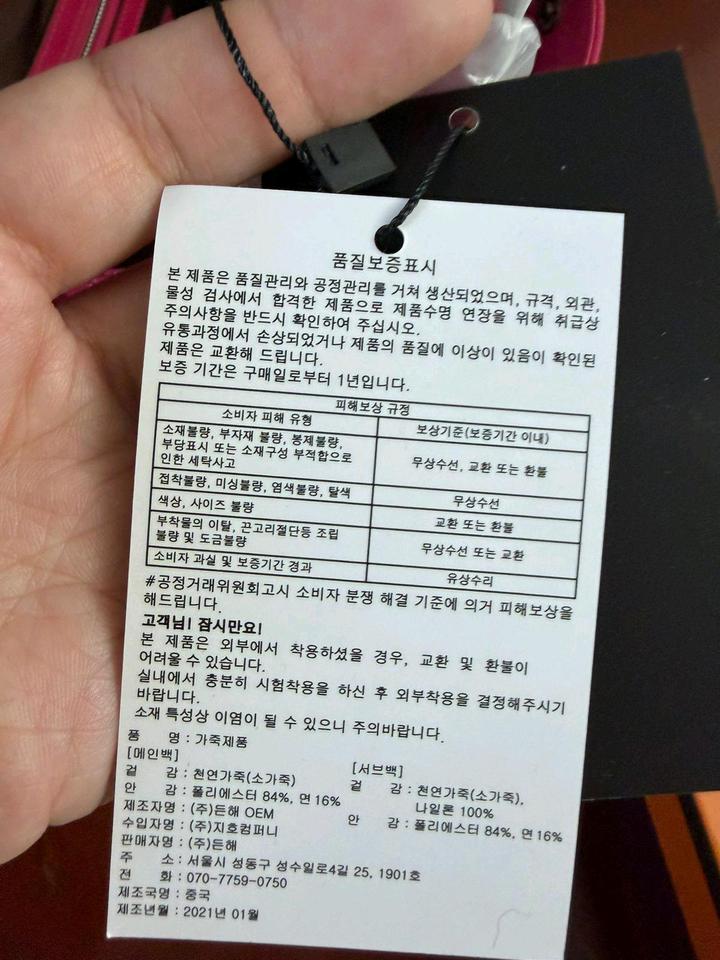 품질보증표시
본 제품은 품질관리와 공정관리를 거쳐 생산되었으며, 규격, 외관,
물성 검사에서 합격한 제품으로 제품수명 연장을 위해 취급상
주의사항을 반드시 확인하여 주십시오.
유통과정에서 손상되었거나 제품의 품질에 이상이 있음이 확인된
제품은 교환해 드립니다.
보증 기간은 구매일로부터 1년입니다.
피해보상 규정
소비자 피해 유형 보상기준(보증기간 이내)
소재불량, 부자재 불량, 봉제불량,
부당표시 또는 소재구성 부적합으로
인한 세탁사고
무상수선, 교환 또는 환불
접착불량, 미싱불량, 염색불량, 탈색 무상수선
색상, 사이즈 불량 교환 또는 환불
부착물의 이탈, 끈고리절단등 조립
불량 및 도금불량
무상수선 또는 교환
소비자 과실 및 보증기간 경과 유상수리
#공정거래위원회고시 소비자 분쟁 해결 기준에 의거 피해보상을
해드립니다.
고객님! 잠시만요!
본 제품은 외부에서 착용하셨을 경우, 교환 및 환불이
어려울 수 있습니다.
실내에서 충분히 시험착용을 하신 후 외부착용을 결정해주시기
바랍니다.
소재 특성상 이염이 될 수 있으니 주의바랍니다.
품 명 : 가죽제품
[메인백]
겉 감 : 천연가죽(소가죽)
안 감 : 폴리에스터 84%, 면 16%
[서브백]
겉 감 : 천연가죽(소가죽),
나일론 100%
안 감 : 폴리에스터 84%, 면 16%
제조자명 : (주)든해 OEM
수입자명 : (주)지호컴퍼니
판매자명 : (주)든해
주 소 : 서울시 성동구 성수일로4길 25, 1901호
전 화 : 070-7759-0750
제조국명 : 중국
제조년월 : 2021년 01월